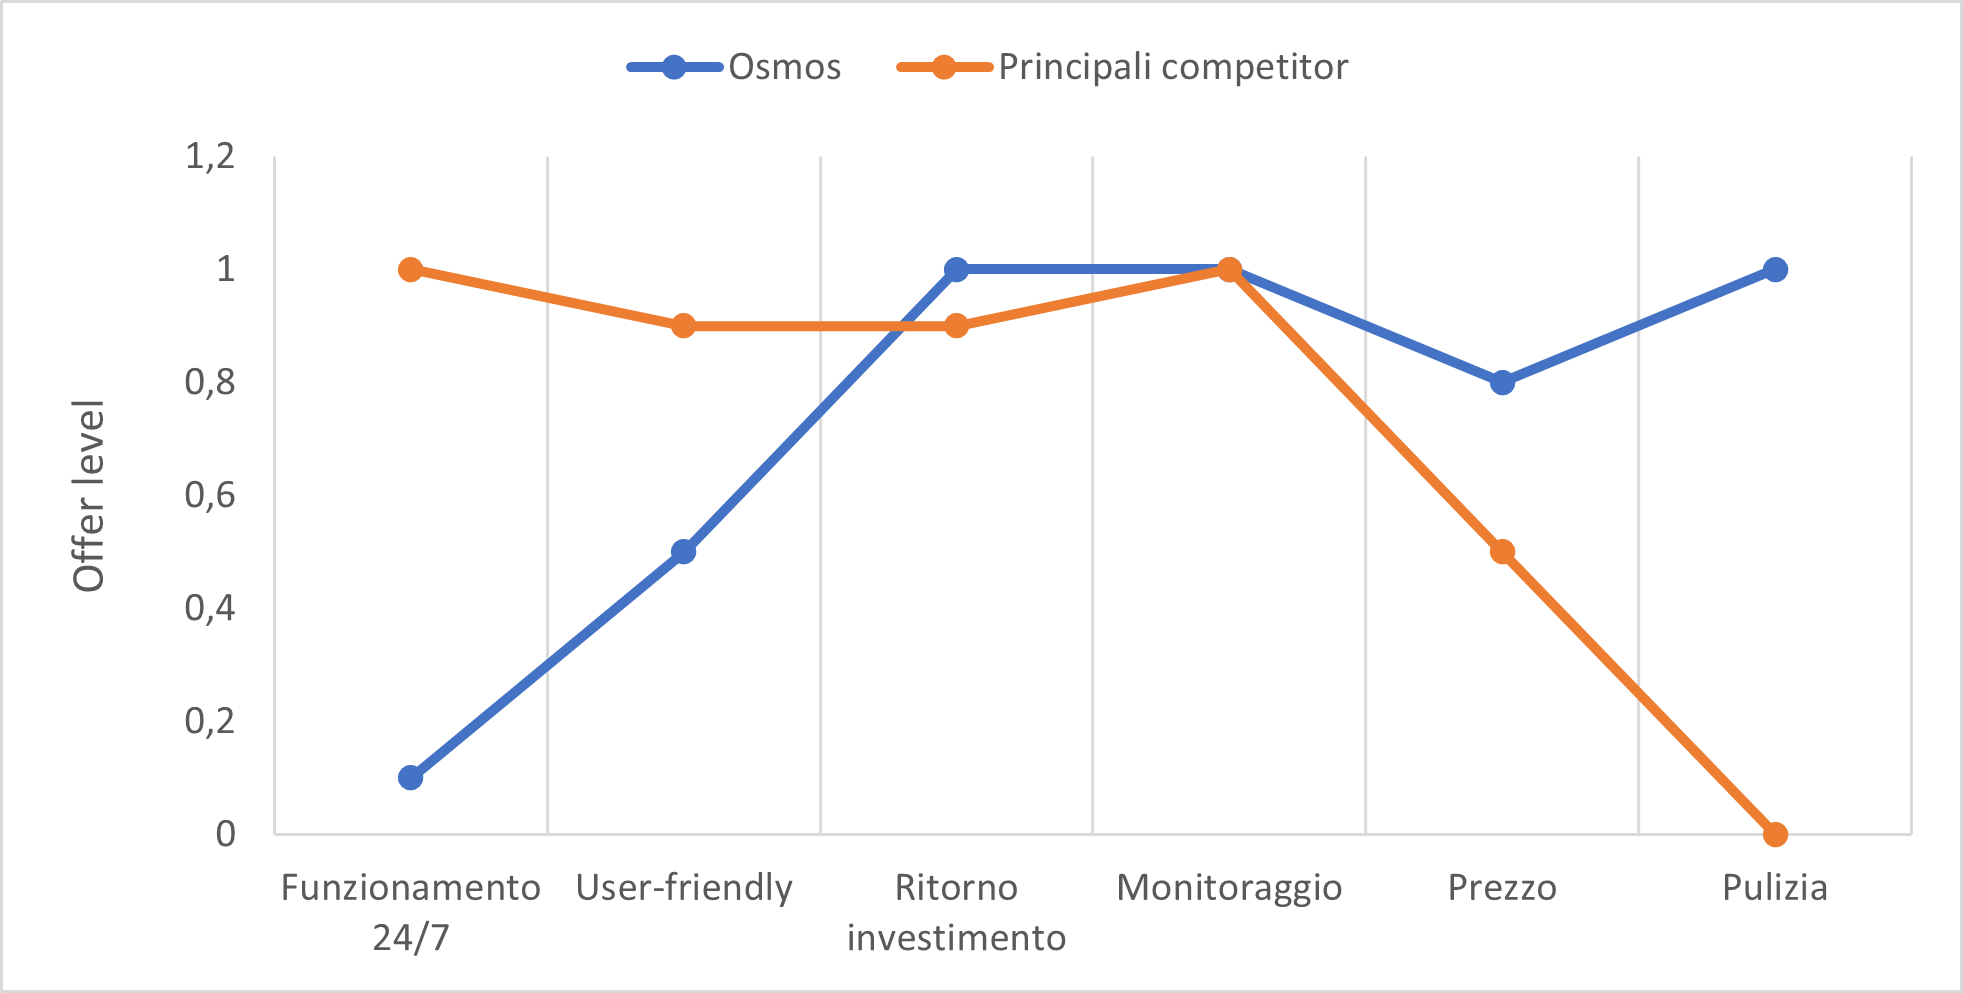 Osmos
Principali competitor
1,2
1
0,8
0,6
0,4
0,2
0
Offer level
Funzionamento
24/7
User-friendly
Ritorno
investimento
Monitoraggio
Prezzo
Pulizia